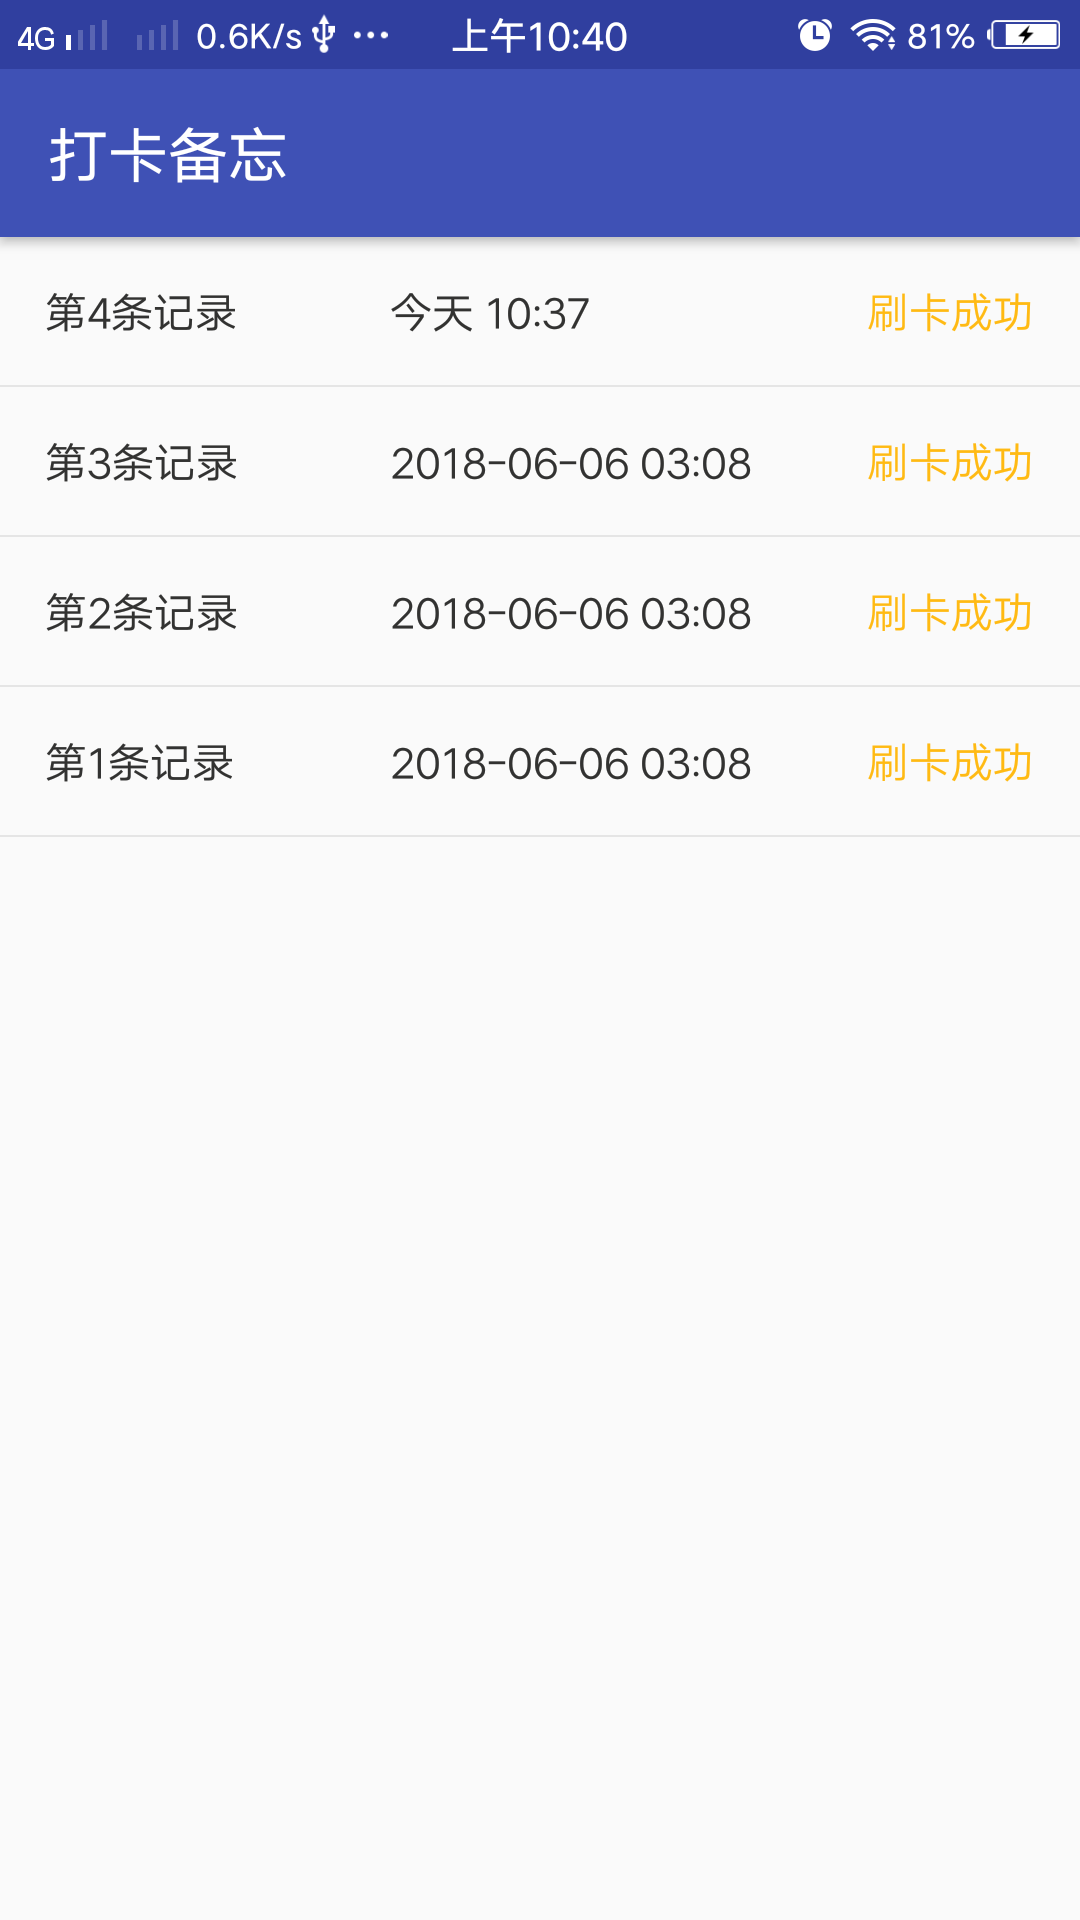 4G 0.6K/s ••• 上午10:40 81%
打卡备忘
第4条记录 今天 10:37 刷卡成功
第3条记录 2018-06-06 03:08 刷卡成功
第2条记录 2018-06-06 03:08 刷卡成功
第1条记录 2018-06-06 03:08 刷卡成功